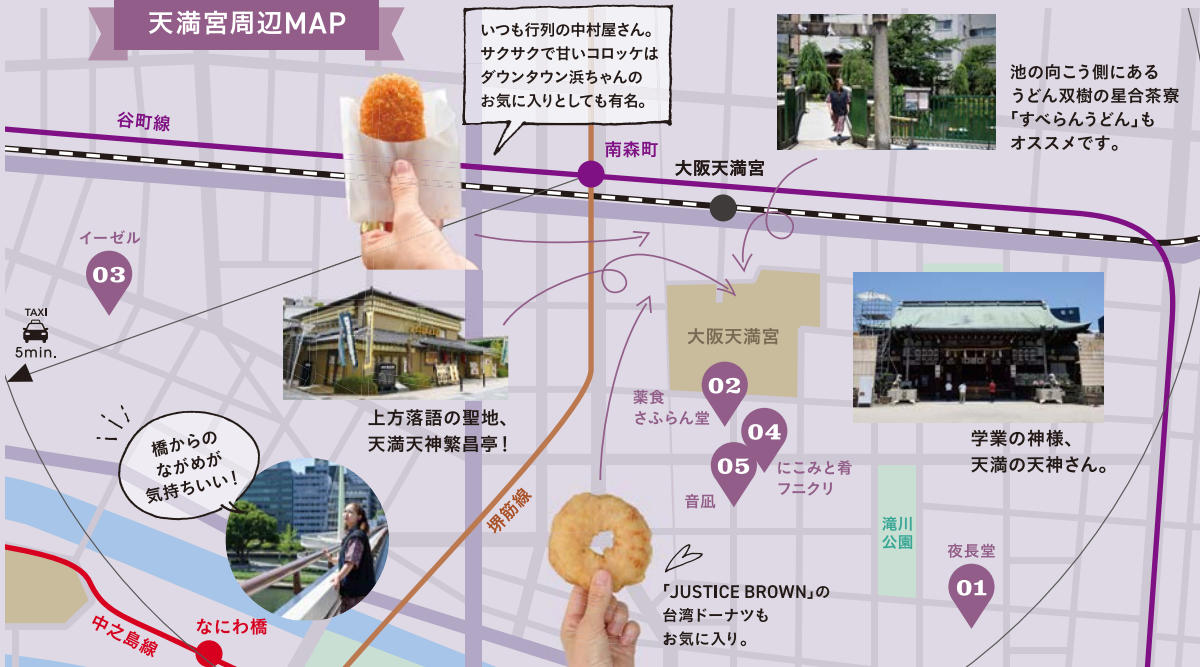 天満宮周辺MAP
いつも行列の中村屋さん。
サクサクで甘いコロッケは
ダウンタウン浜ちゃんの
お気に入りとしても有名。
池の向こう側にある
うどん双樹の星合茶寮
「すべらんうどん」も
オススメです。
谷町線
南森町
大阪天満宮
イーゼル
03
TAXI
5min.
大阪天満宮
上方落語の聖地、
天満天神繁昌亭！
薬食
さふらん堂
02
04
05
にこみと肴
フニクリ
音凪
学業の神様、
天満の天神さん。
橋からの
ながめが
気持ちいい！
堺筋線
滝川
公園
夜長堂
01
「JUSTICE BROWN」の
台湾ドーナツも
お気に入り。
中之島線
なにわ橋